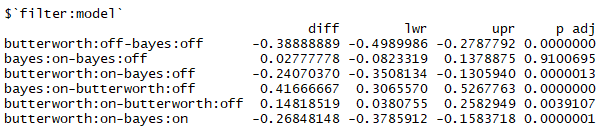 $`filter:model`
diff lwr upr p adj
butterworth:off-bayes:off -0.38888889 -0.4989986 -0.2787792 0.0000000
bayes:on-bayes:off 0.02777778 -0.0823319 0.1378875 0.9100695
butterworth:on-bayes:off -0.24070370 -0.3508134 -0.1305940 0.0000013
bayes:on-butterworth:off 0.41666667 0.3065570 0.5267763 0.0000000
butterworth:on-butterworth:off 0.14818519 0.0380755 0.2582949 0.0039107
butterworth:on-bayes:on -0.26848148 -0.3785912 -0.1583718 0.0000001